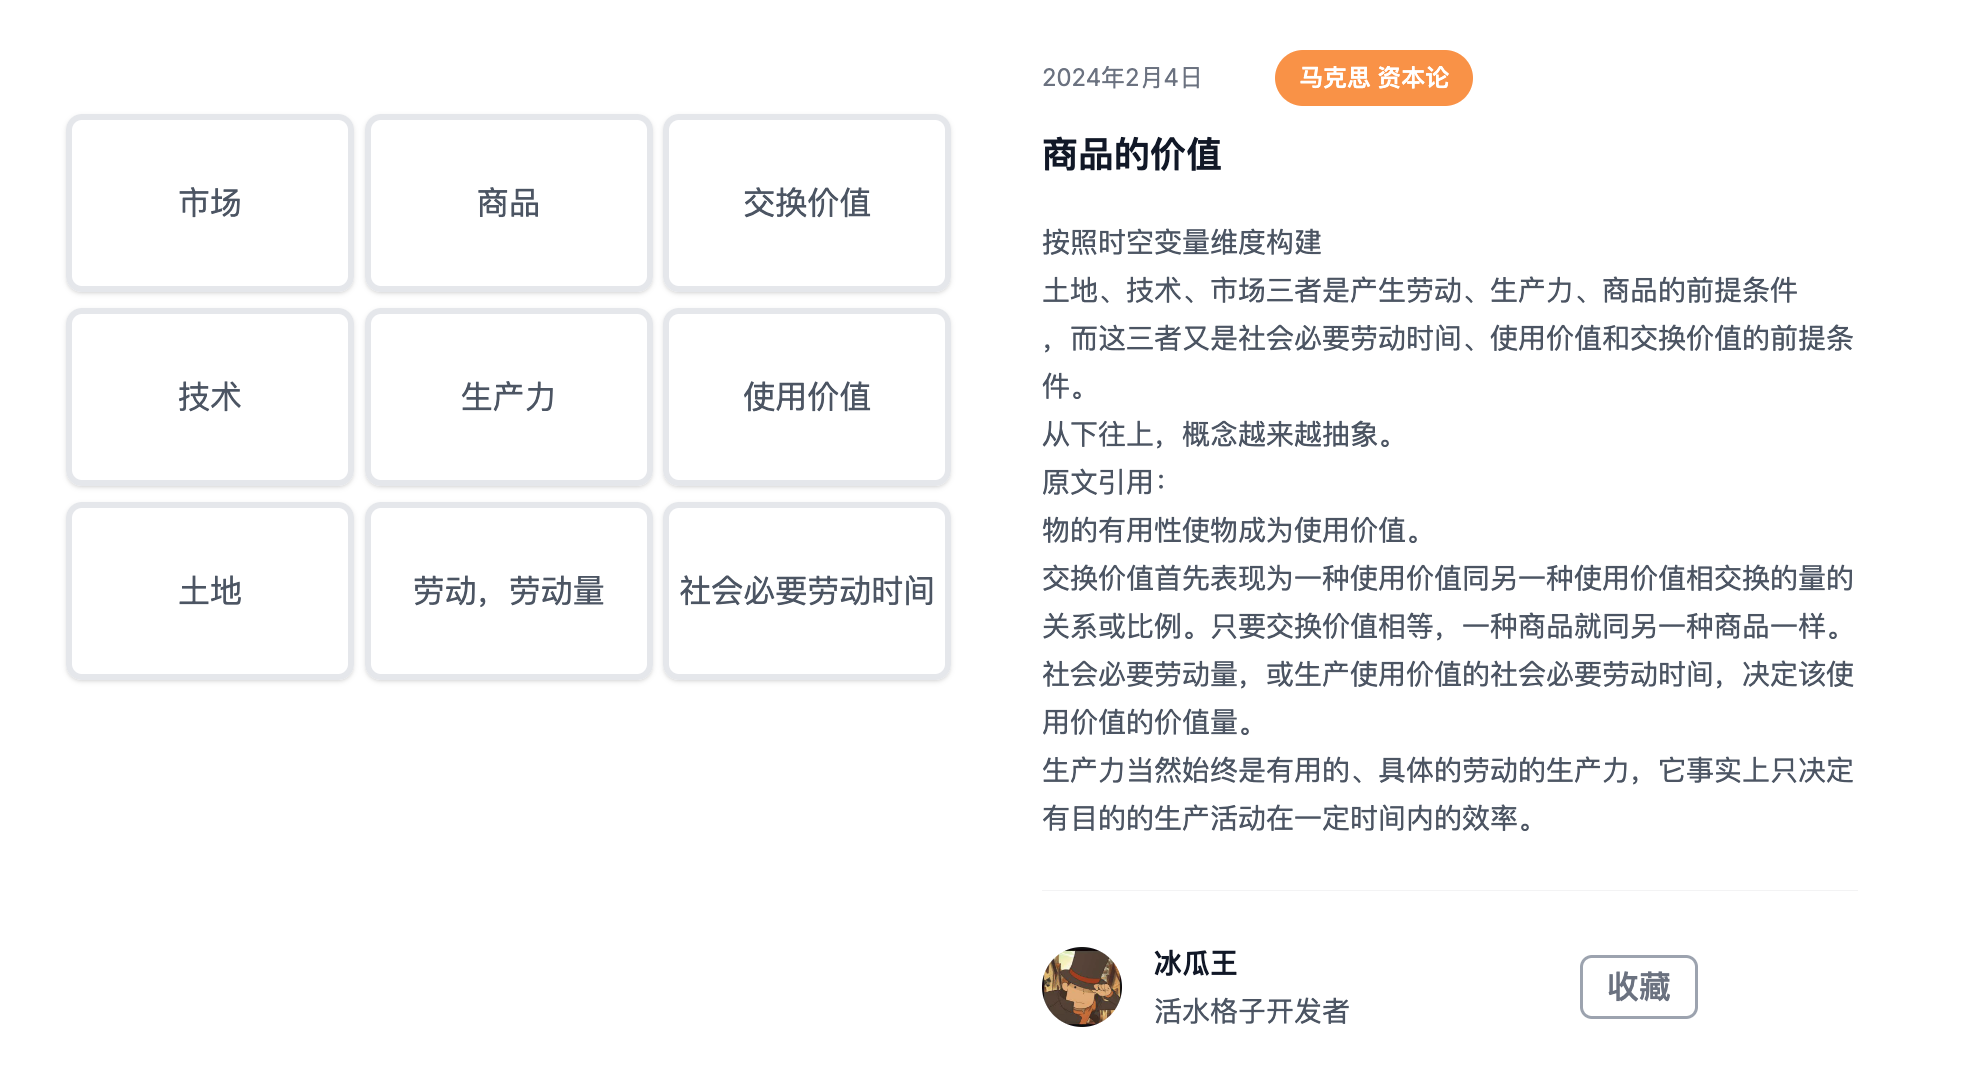 市场
商品
交换价值
技术
生产力
使用价值
土地
劳动，劳动量
社会必要劳动时间
2024年2月4日
马克思 资本论
商品的价值
按照时空变量维度构建
土地、技术、市场三者是产生劳动、生产力、商品的前提条件
，而这三者又是社会必要劳动时间、使用价值和交换价值的前提条
件。
从下往上，概念越来越抽象。
原文引用：
物的有用性使物成为使用价值。
交换价值首先表现为一种使用价值同另一种使用价值相交换的量的
关系或比例。只要交换价值相等，一种商品就同另一种商品一样。
社会必要劳动量，或生产使用价值的社会必要劳动时间，决定该使
用价值的价值量。
生产力当然始终是有用的、具体的劳动的生产力，它事实上只决定
有目的的生产活动在一定时间内的效率。
冰瓜王
活水格子开发者
收藏